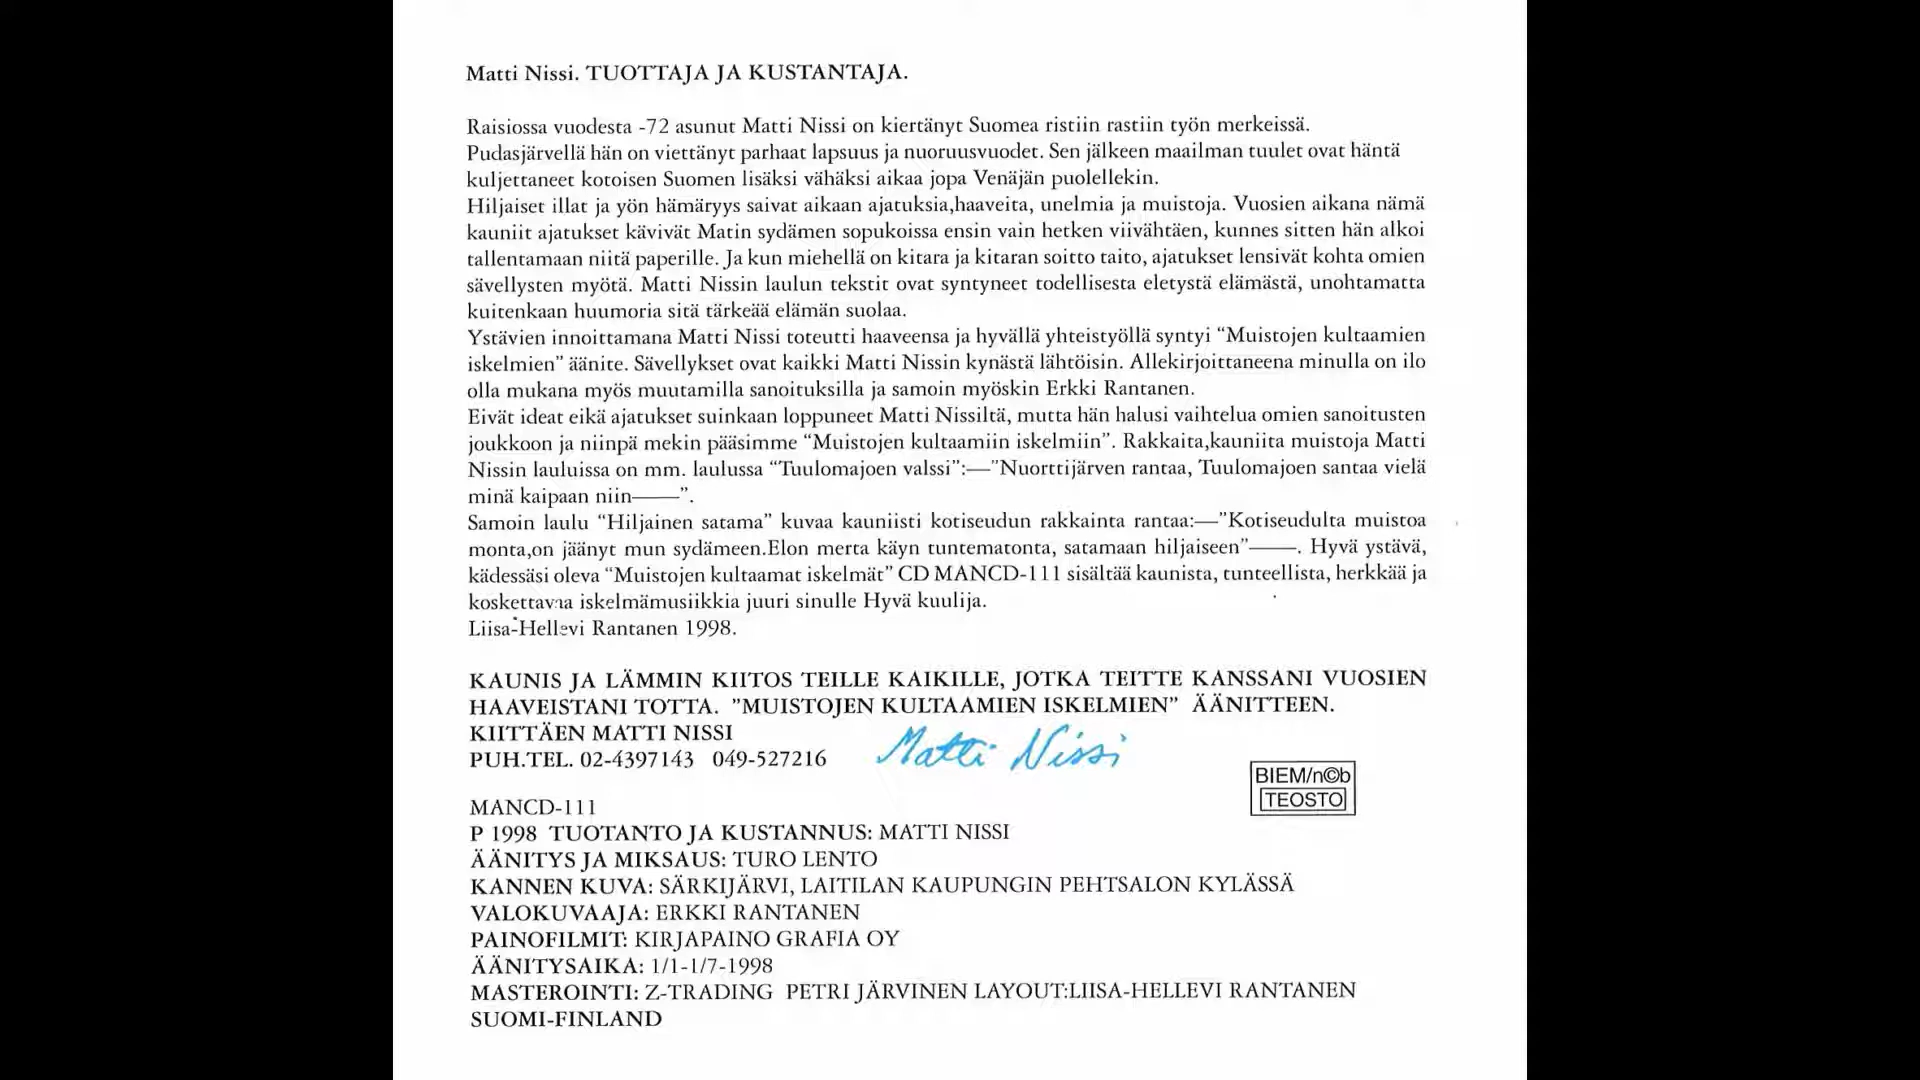 Matti Nissi. TUOTTAJA JA KUSTANTAJA.
Raisiossa vuodesta -72 asunut Matti Nissi on kiertänyt Suomea ristiin rastiin työn merkeissä.
Pudasjärvellä hän on viettänyt parhaat lapsuus ja nuoruusvuodet. Sen jälkeen maailman tuulet ovat häntä
kuljettaneet kotoisen Suomen lisäksi vähäksi aikaa jopa Venäjän puolellekin.
Hiljaiset illat ja yön hämäryys saivat aikaan ajatuksia,haaveita, unelmia ja muistoja. Vuosien aikana nämä
kauniit ajatukset kävivät Matin sydämen sopukoissa ensin vain hetken viivähtäen, kunnes sitten hän alkoi
tallentamaan niitä paperille. Ja kun miehellä on kitara ja kitaran soitto taito, ajatukset lensivät kohta omien
sävellysten myötä. Matti Nissin laulun tekstit ovat syntyneet todellisesta eletystä elämästä, unohtamatta
kuitenkaan huumoria sitä tärkeää elämän suolaa.
Ystävien innoittamana Matti Nissi toteutti haaveensa ja hyvällä yhteistyöllä syntyi “Muistojen kultaamien
iskelmien” äänite. Sävellykset ovat kaikki Matti Nissin kynästä lähtöisin. Allekirjoittaneena minulla on ilo
olla mukana myös muutamilla sanoituksilla ja samoin myöskin Erkki Rantanen.
Eivät ideat eikä ajatukset suinkaan loppuneet Matti Nissiltä, mutta hän halusi vaihtelua omien sanoitusten
joukkoon ja niinpä mekin pääsimme “Muistojen kultaamiin iskelmiin”. Rakkaita,kauniita muistoja Matti
Nissin lauluissa on mm. laulussa “Tuulomajoen valssi”:—”Nuorttijärven rantaa, Tuulomajoen santaa vielä
minä kaipaan niin——”.
Samoin laulu “Hiljainen satama” kuvaa kauniisti kotiseudun rakkainta rantaa:—”Kotiseudulta muistoa
monta,on jäänyt mun sydämeen.Elon merta käyn tuntematonta, satamaan hiljaiseen”——. Hyvä ystävä,
kädessäsi oleva “Muistojen kultaamat iskelmät” CD MANCD-111 sisältää kaunista, tunteellista, herkkää ja
koskettavaa iskelmämusiikkia juuri sinulle Hyvä kuulija.
Liisa-Hellevi Rantanen 1998.
KAUNIS JA LÄMMIN KIITOS TEILLE KAIKILLE, JOTKA TEITTE KANSSANI VUOSIEN
HAAVEISTANI TOTTA. ”MUISTOJEN KULTAAMIEN ISKELMIEN” ÄÄNITTEEN.
KIITTÄEN MATTI NISSI
PUH.TEL. 02-4397143 049-527216
Matti Nissi
BIEM/n©b
TEOSTO
MANCD-111
P 1998 TUOTANTO JA KUSTANNUS: MATTI NISSI
ÄÄNITYS JA MIKSAUS: TURO LENTO
KANNEN KUVA: SÄRKIJÄRVI, LAITILAN KAUPUNGIN PEHTSALON KYLÄSSÄ
VALOKUVAAJA: ERKKI RANTANEN
PAINOFILMIT: KIRJAPAINO GRAFIA OY
ÄÄNITYSAIKA: 1/1-1/7-1998
MASTEROINTI: Z-TRADING PETRI JÄRVINEN LAYOUT:LIISA-HELLEVI RANTANEN
SUOMI-FINLAND